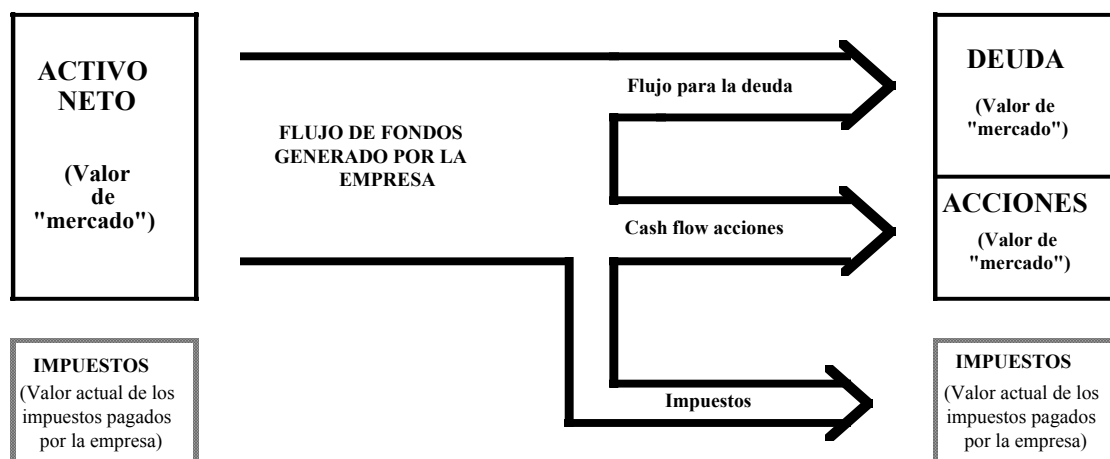 ACTIVO
NETO
(Valor
de
"mercado")
IMPUESTOS
(Valor actual de los
impuestos pagados
por la empresa)
FLUJO DE FONDOS
GENERADO POR LA
EMPRESA
Flujo para la deuda
Cash flow acciones
Impuestos
DEUDA
(Valor de
"mercado")
ACCIONES
(Valor de
"mercado")
IMPUESTOS
(Valor actual de los
impuestos pagados
por la empresa)